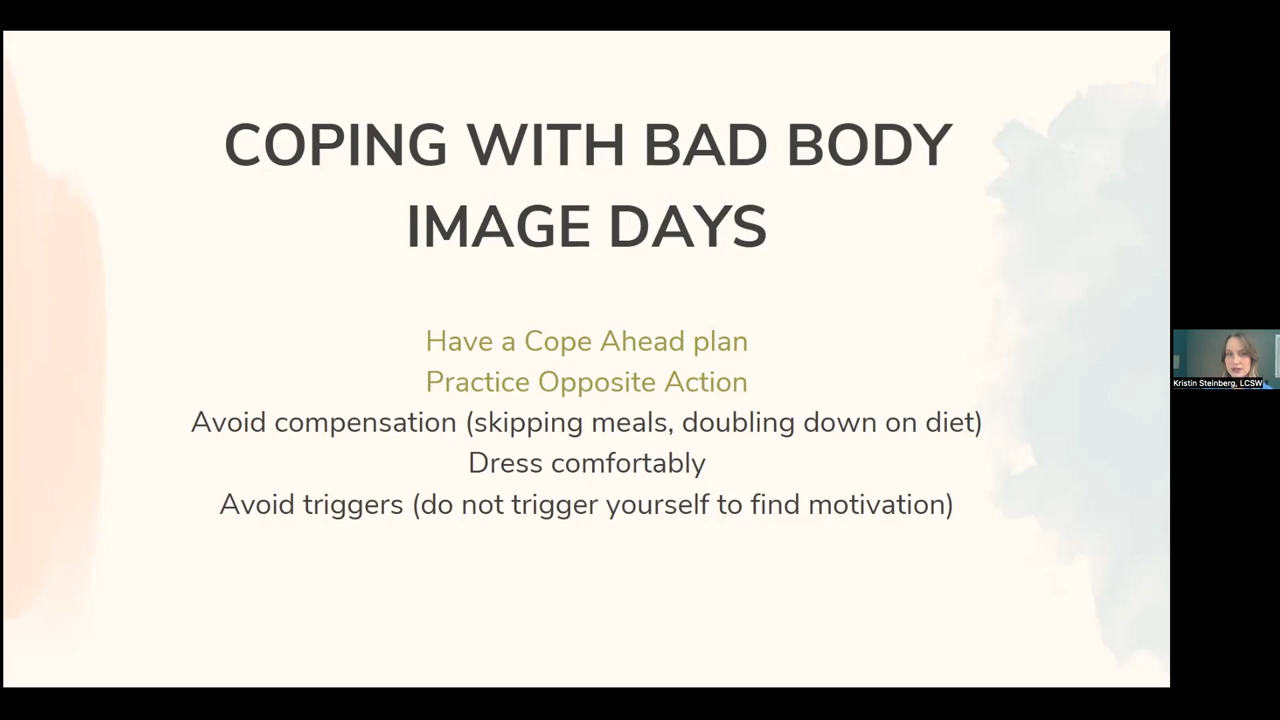 COPING WITH BAD BODY
IMAGE DAYS
Have a Cope Ahead plan
Practice Opposite Action
Avoid compensation (skipping meals, doubling down on diet)
Dress comfortably
Avoid triggers (do not trigger yourself to find motivation)
Kristin Steinberg, LCSW